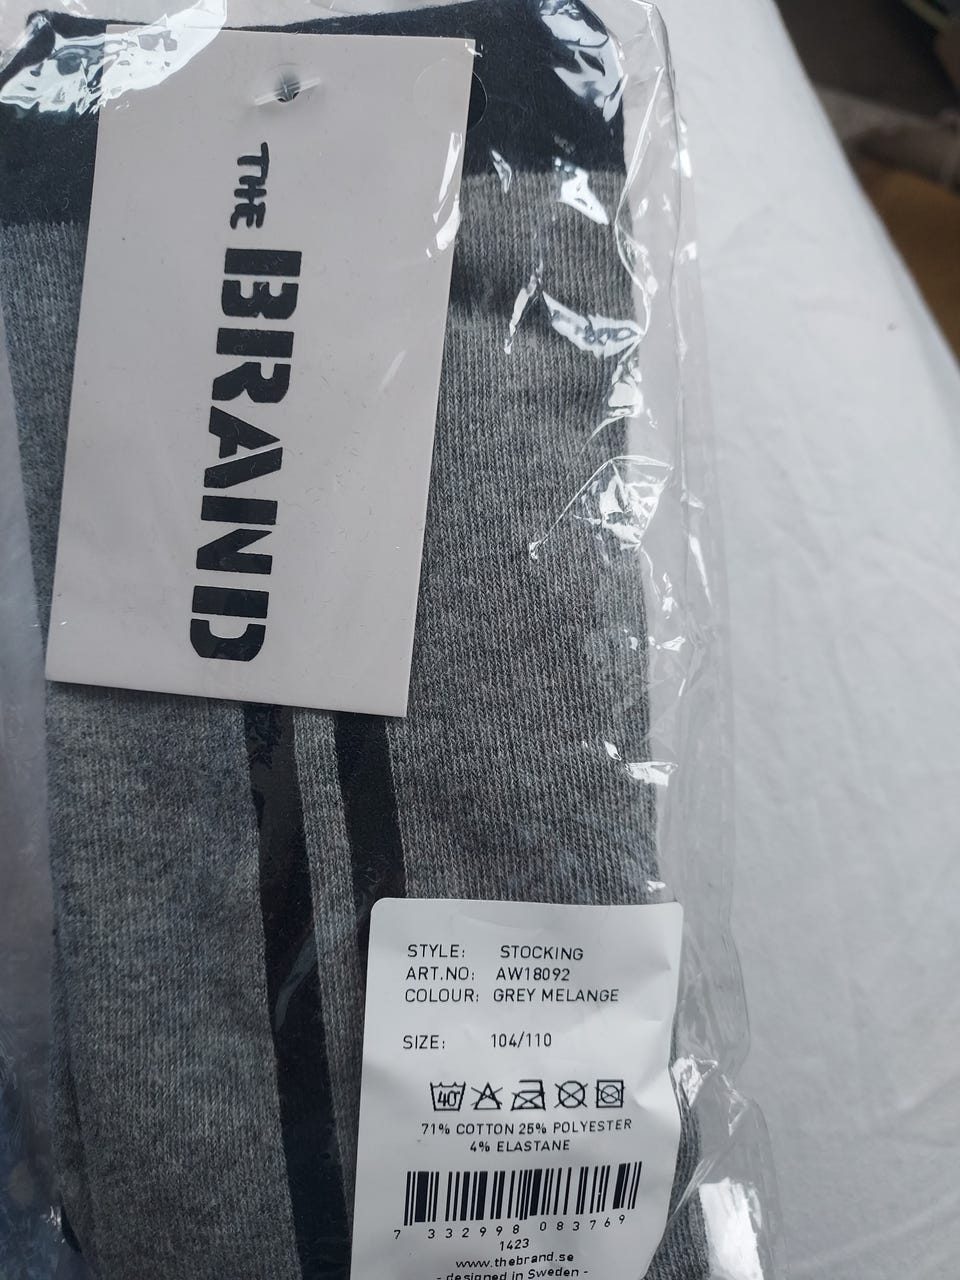 THE
BRAND
STYLE: STOCKING
ART.NO: AW18092
COLOUR: GREY MELANGE
SIZE: 104/110
40°
71% COTTON 25% POLYESTER
4% ELASTANE
7 332998 083769
1423
www.thebrand.se
- designed in Sweden -